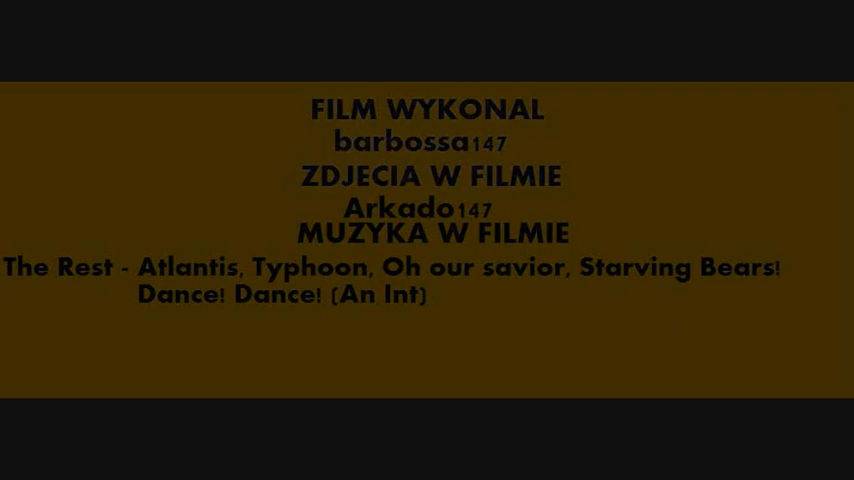 FILM WYKONAL
barbossa147
ZDJECIA W FILMIE
Arkado147
MUZYKA W FILMIE
The Rest - Atlantis, Typhoon, Oh our savior, Starving Bears!
Dance! Dance! (An Int)